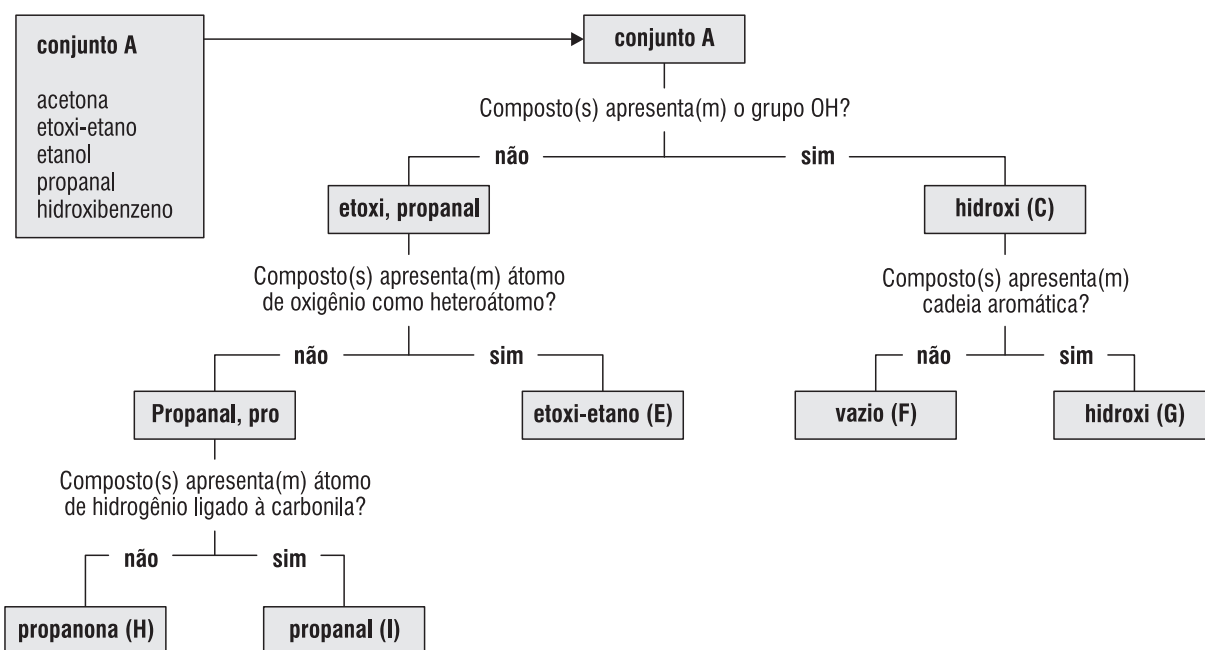 conjunto A
acetona
etoxi-etano
etanol
propanal
hidroxibenzeno
conjunto A
Composto(s) apresenta(m) o grupo OH?
não
sim
etoxi, propanal
hidroxi (C)
Composto(s) apresenta(m) átomo
de oxigênio como heteroátomo?
Composto(s) apresenta(m)
cadeia aromática?
não
sim
não
sim
Propanal, pro
etoxi-etano (E)
vazio (F)
hidroxi (G)
Composto(s) apresenta(m) átomo
de hidrogênio ligado à carbonila?
não
sim
propanona (H)
propanal (I)